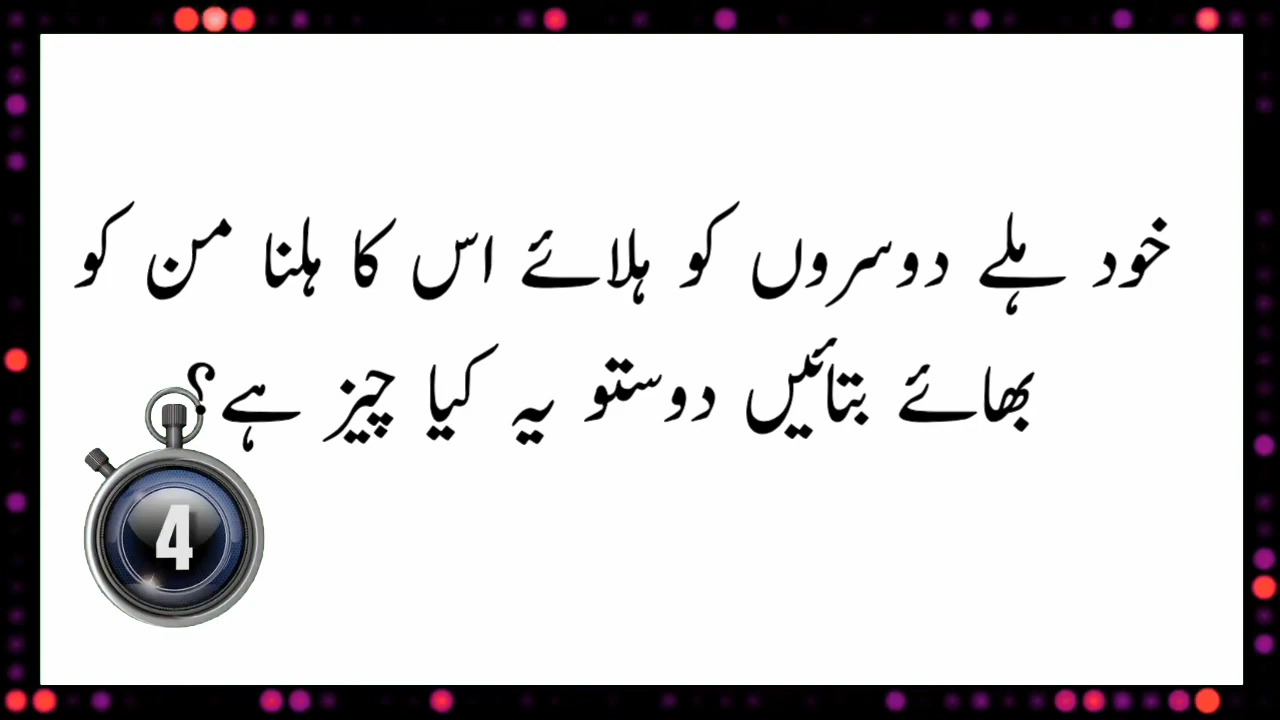 خود ہلے دوسروں کو ہلائے اس کا ہلنا من کو
بھائے بتائیں دوستو یہ کیا چیز ہے؟
4